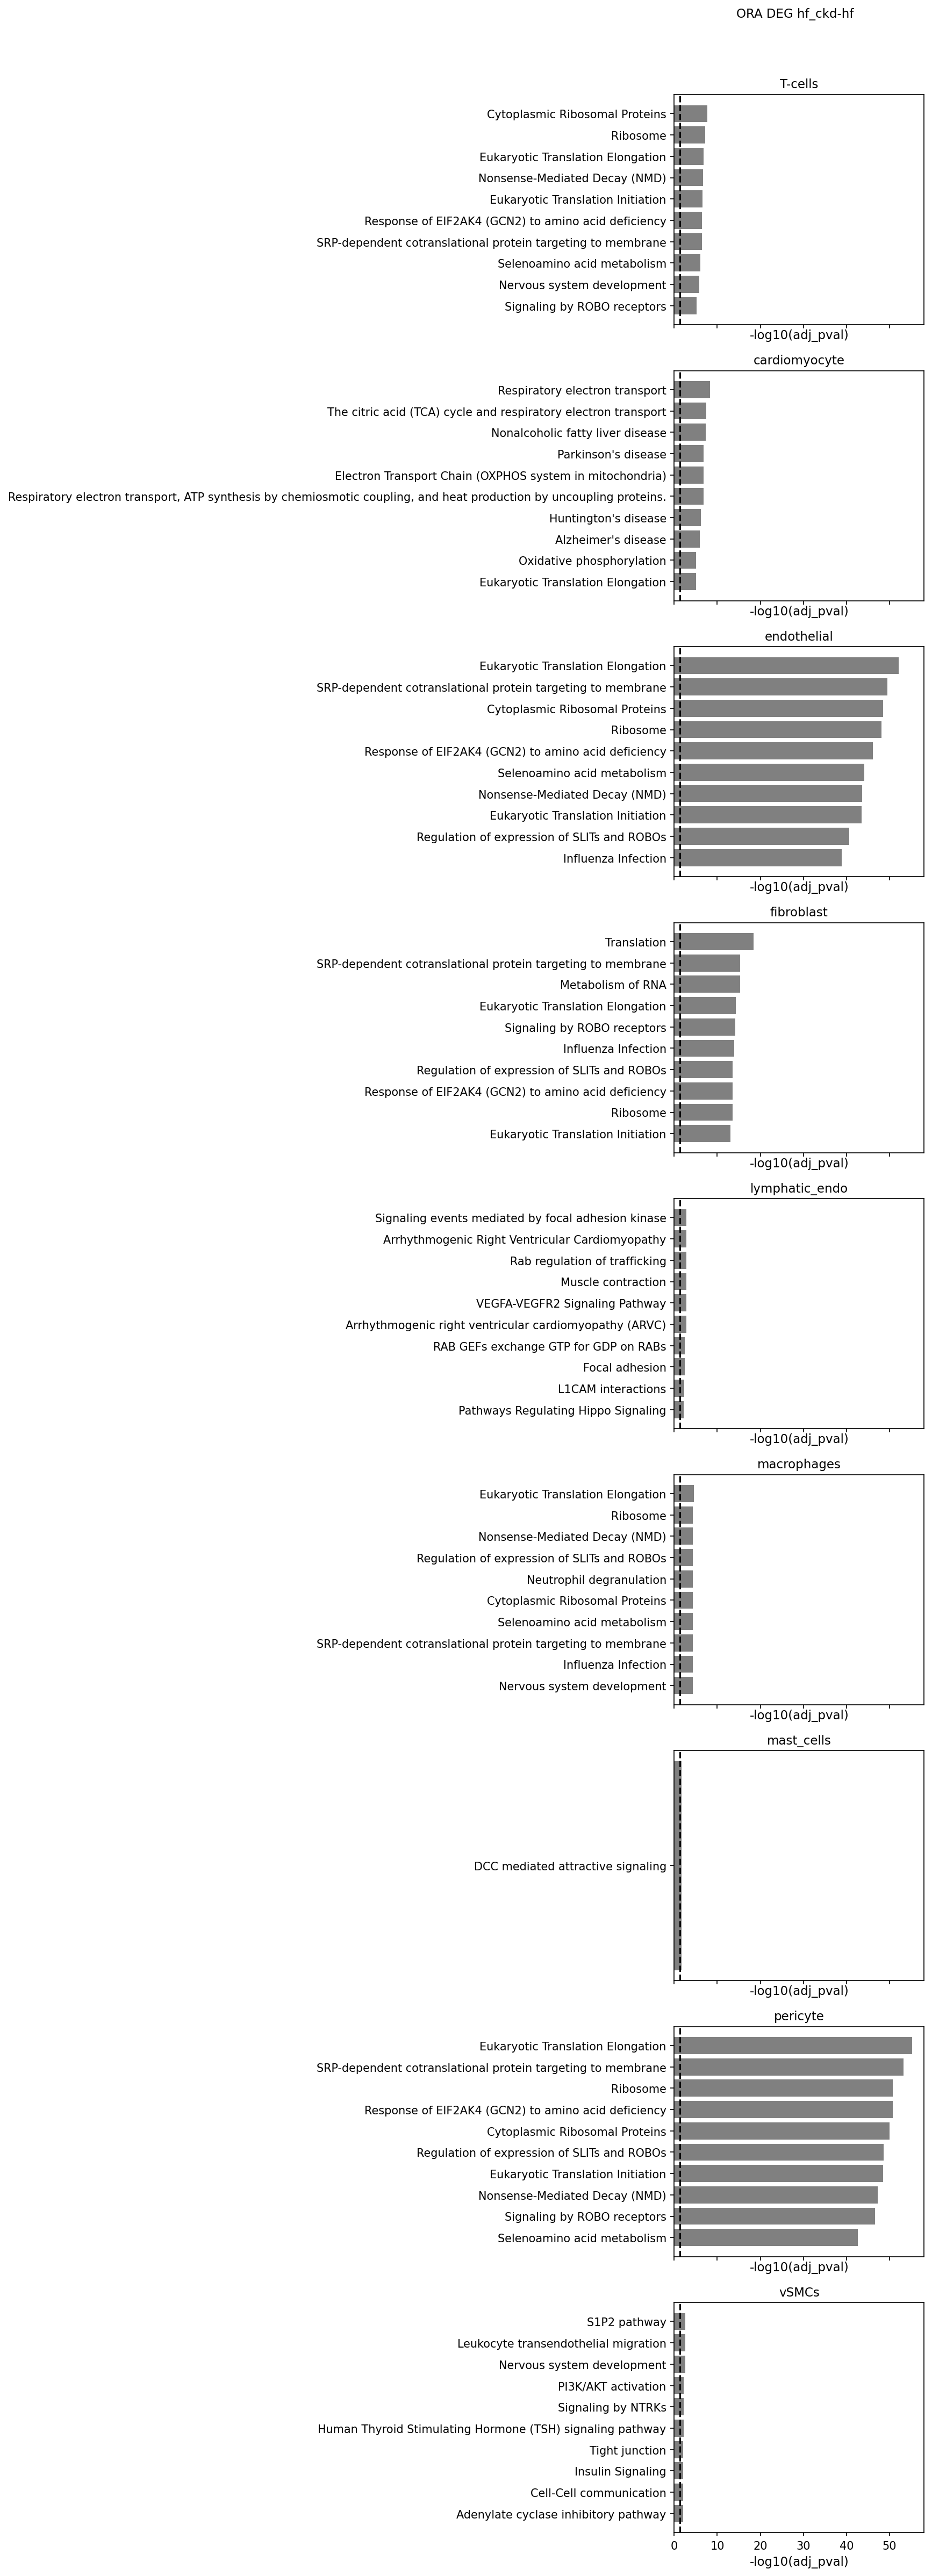 ORA DEG hf_ckd-hf
T-cells
Cytoplasmic Ribosomal Proteins
Ribosome
Eukaryotic Translation Elongation
Nonsense-Mediated Decay (NMD)
Eukaryotic Translation Initiation
Response of EIF2AK4 (GCN2) to amino acid deficiency
SRP-dependent cotranslational protein targeting to membrane
Selenoamino acid metabolism
Nervous system development
Signaling by ROBO receptors
-log10(adj_pval)
cardiomyocyte
Respiratory electron transport
The citric acid (TCA) cycle and respiratory electron transport
Nonalcoholic fatty liver disease
Parkinson's disease
Electron Transport Chain (OXPHOS system in mitochondria)
Respiratory electron transport, ATP synthesis by chemiosmotic coupling, and heat production by uncoupling proteins.
Huntington's disease
Alzheimer's disease
Oxidative phosphorylation
Eukaryotic Translation Elongation
-log10(adj_pval)
endothelial
Eukaryotic Translation Elongation
SRP-dependent cotranslational protein targeting to membrane
Cytoplasmic Ribosomal Proteins
Ribosome
Response of EIF2AK4 (GCN2) to amino acid deficiency
Selenoamino acid metabolism
Nonsense-Mediated Decay (NMD)
Eukaryotic Translation Initiation
Regulation of expression of SLITs and ROBOs
Influenza Infection
-log10(adj_pval)
fibroblast
Translation
SRP-dependent cotranslational protein targeting to membrane
Metabolism of RNA
Eukaryotic Translation Elongation
Signaling by ROBO receptors
Influenza Infection
Regulation of expression of SLITs and ROBOs
Response of EIF2AK4 (GCN2) to amino acid deficiency
Ribosome
Eukaryotic Translation Initiation
-log10(adj_pval)
lymphatic_endo
Signaling events mediated by focal adhesion kinase
Arrhythmogenic Right Ventricular Cardiomyopathy
Rab regulation of trafficking
Muscle contraction
VEGFA-VEGFR2 Signaling Pathway
Arrhythmogenic right ventricular cardiomyopathy (ARVC)
RAB GEFs exchange GTP for GDP on RABs
Focal adhesion
L1CAM interactions
Pathways Regulating Hippo Signaling
-log10(adj_pval)
macrophages
Eukaryotic Translation Elongation
Ribosome
Nonsense-Mediated Decay (NMD)
Regulation of expression of SLITs and ROBOs
Neutrophil degranulation
Cytoplasmic Ribosomal Proteins
Selenoamino acid metabolism
SRP-dependent cotranslational protein targeting to membrane
Influenza Infection
Nervous system development
-log10(adj_pval)
mast_cells
DCC mediated attractive signaling
-log10(adj_pval)
pericyte
Eukaryotic Translation Elongation
SRP-dependent cotranslational protein targeting to membrane
Ribosome
Response of EIF2AK4 (GCN2) to amino acid deficiency
Cytoplasmic Ribosomal Proteins
Regulation of expression of SLITs and ROBOs
Eukaryotic Translation Initiation
Nonsense-Mediated Decay (NMD)
Signaling by ROBO receptors
Selenoamino acid metabolism
-log10(adj_pval)
vSMCs
S1P2 pathway
Leukocyte transendothelial migration
Nervous system development
PI3K/AKT activation
Signaling by NTRKs
Human Thyroid Stimulating Hormone (TSH) signaling pathway
Tight junction
Insulin Signaling
Cell-Cell communication
Adenylate cyclase inhibitory pathway
0 10 20 30 40 50
-log10(adj_pval)